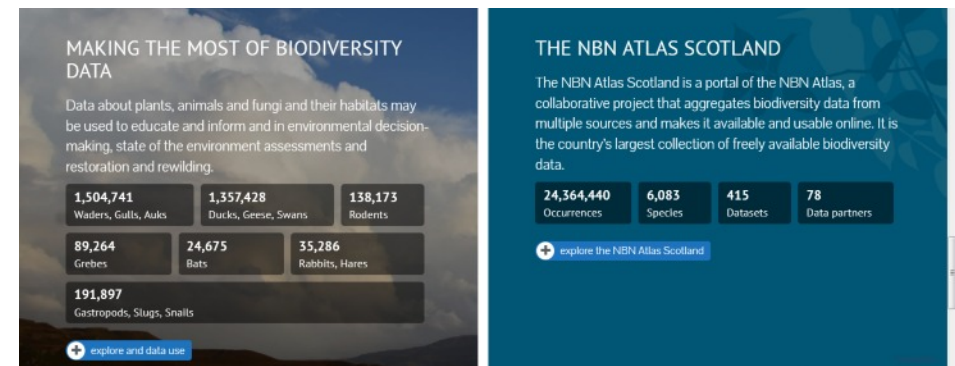 MAKING THE MOST OF BIODIVERSITY
DATA
Data about plants, animals and fungi and their habitats may
be used to educate and inform and in environmental decision-
making, state of the environment assessments and
restoration and rewilding.
1,504,741
Waders, Gulls, Auks
1,357,428
Ducks, Geese, Swans
138,173
Rodents
89,264
Grebes
24,675
Bats
35,286
Rabbits, Hares
191,897
Gastropods, Slugs, Snails
explore and data use
THE NBN ATLAS SCOTLAND
The NBN Atlas Scotland is a portal of the NBN Atlas, a
collaborative project that aggregates biodiversity data from
multiple sources and makes it available and usable online. It is
the country's largest collection of freely available biodiversity
data.
24,364,440
Occurrences
6,083
Species
415
Datasets
78
Data partners
explore the NBN Atlas Scotland